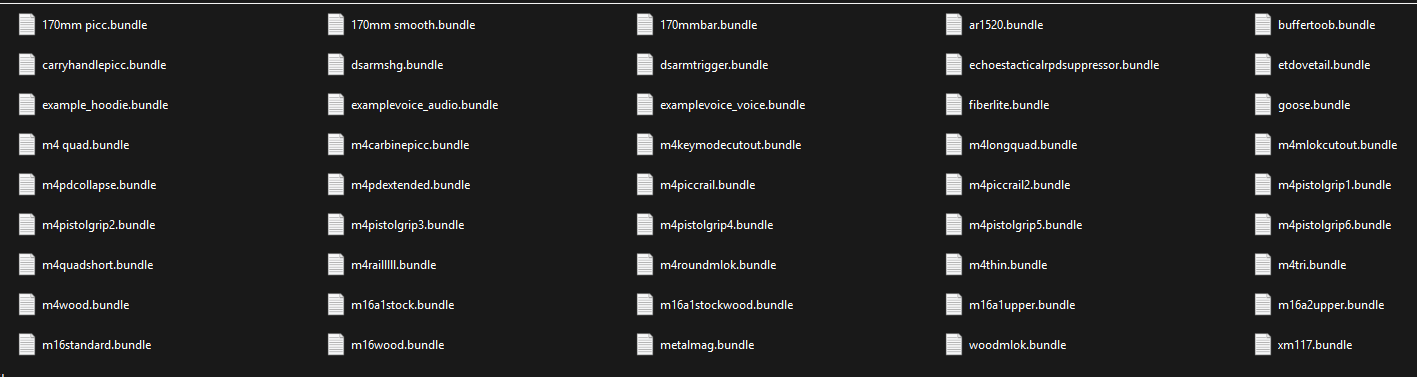 170mm picc.bundle 170mm smooth.bundle 170mmbar.bundle ar1520.bundle buffertoob.bundle
carryhandlepicc.bundle dsarmshg.bundle dsarmtrigger.bundle echoestacticalrpdsuppressor.bundle etdovetail.bundle
example_hoodie.bundle examplevoice_audio.bundle examplevoice_voice.bundle fiberlite.bundle goose.bundle
m4 quad.bundle m4carbinepicc.bundle m4keymodecutout.bundle m4longquad.bundle m4mlokcutout.bundle
m4pdcollapse.bundle m4pdextended.bundle m4piccrail.bundle m4piccrail2.bundle m4pistolgrip1.bundle
m4pistolgrip2.bundle m4pistolgrip3.bundle m4pistolgrip4.bundle m4pistolgrip5.bundle m4pistolgrip6.bundle
m4quadshort.bundle m4railllll.bundle m4roundmlok.bundle m4thin.bundle m4tri.bundle
m4wood.bundle m16a1stock.bundle m16a1stockwood.bundle m16a1upper.bundle m16a2upper.bundle
m16standard.bundle m16wood.bundle metalmag.bundle woodmlok.bundle xm117.bundle